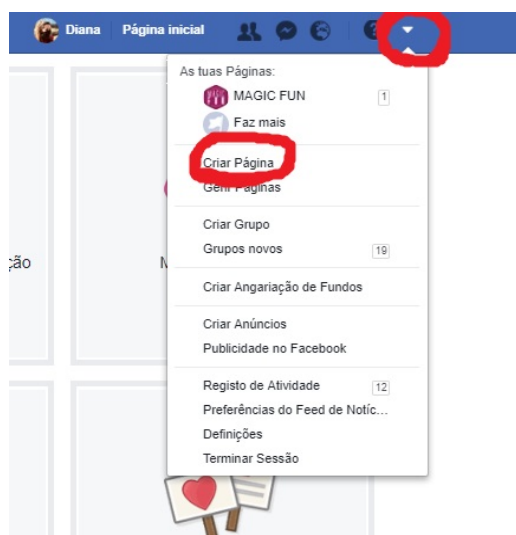 Diana Página inicial
As tuas Páginas:
MAGIC FUN 1
Faz mais
Criar Página
Gerir Páginas
Criar Grupo
Grupos novos 19
ção
Criar Angariação de Fundos
Criar Anúncios
Publicidade no Facebook
Registo de Atividade 12
Preferências do Feed de Notíc...
Definições
Terminar Sessão